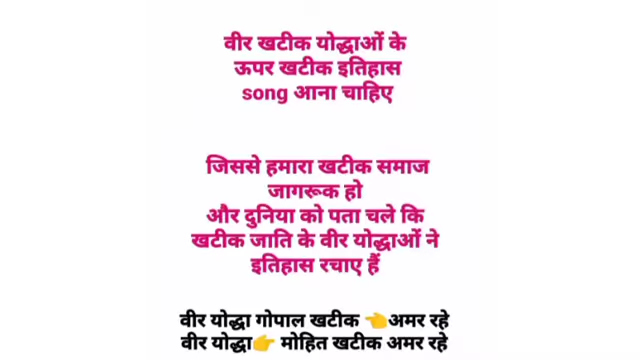 वीर खटीक योद्धाओं के
ऊपर खटीक इतिहास
song आना चाहिए
जिससे हमारा खटीक समाज
जागरूक हो
और दुनिया को पता चले कि
खटीक जाति के वीर योद्धाओं ने
इतिहास रचाए हैं
वीर योद्धा गोपाल खटीक 👈अमर रहे
वीर योद्धा👉 मोहित खटीक अमर रहे